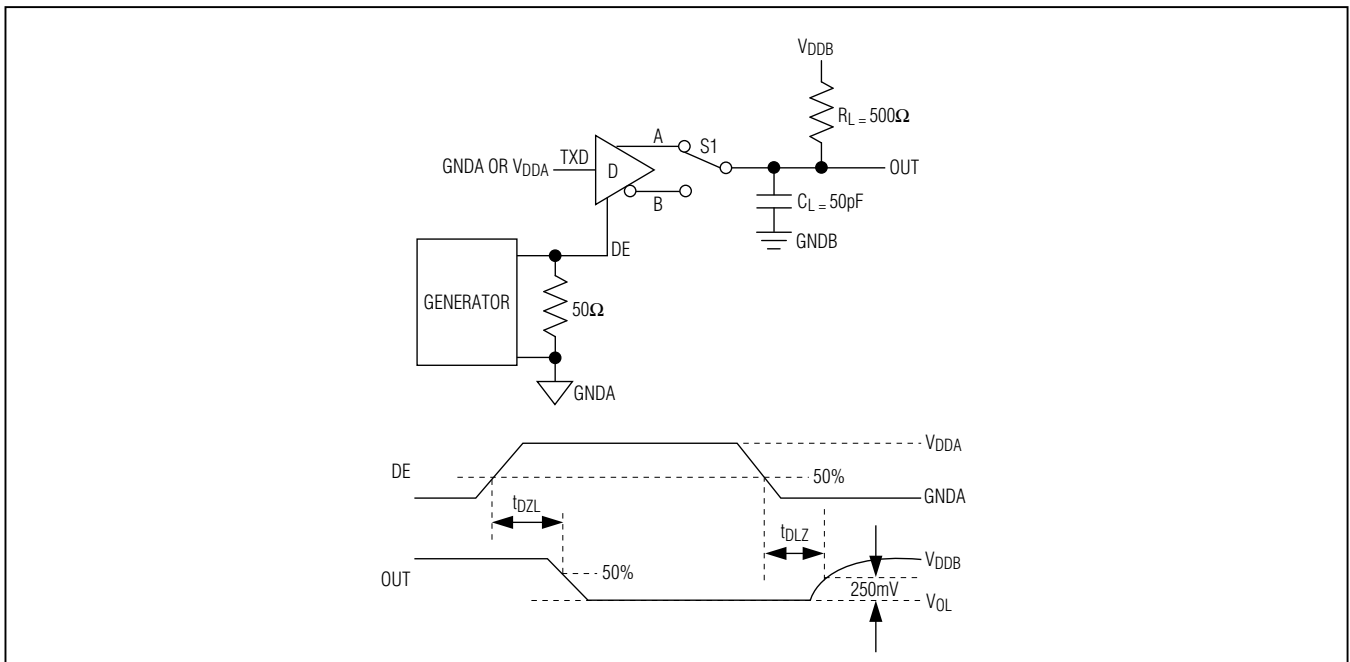 VDDB
RL = 500Ω
A
S1
GNDA OR VDDA
TXD
D
OUT
B
CL = 50pF
GNDB
DE
GENERATOR
50Ω
GNDA
VDDA
DE
50%
GNDA
tDZL
tDLZ
VDDB
OUT
50%
250mV
VOL